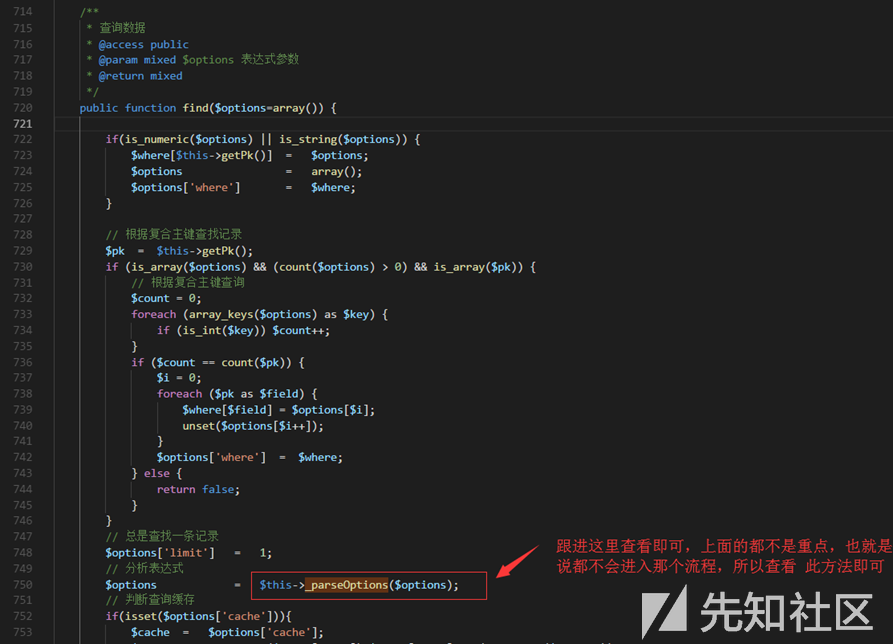 714 /**
715 * 查询数据
716 * @access public
717 * @param mixed $options 表达式参数
718 * @return mixed
719 */
720 public function find($options=array()) {
721
722 if(is_numeric($options) || is_string($options)) {
723 $where[$this->getPk()] = $options;
724 $options = array();
725 $options['where'] = $where;
726 }
727
728 // 根据复合主键查找记录
729 $pk = $this->getPk();
730 if (is_array($options) && (count($options) > 0) && is_array($pk)) {
731 // 根据复合主键查询
732 $count = 0;
733 foreach (array_keys($options) as $key) {
734 if (is_int($key)) $count++;
735 }
736 if ($count == count($pk)) {
737 $i = 0;
738 foreach ($pk as $field) {
739 $where[$field] = $options[$i];
740 unset($options[$i++]);
741 }
742 $options['where'] = $where;
743 } else {
744 return false;
745 }
746 }
747 // 总是查找一条记录
748 $options['limit'] = 1;
749 // 分析表达式
750 $options = $this->_parseOptions($options);
751 // 判断查询缓存
752 if(isset($options['cache'])){
753 $cache = $options['cache'];
跟进这里查看即可，上面的都不是重点，也就是
说都不会进入那个流程，所以查看 此方法即可
先知社区